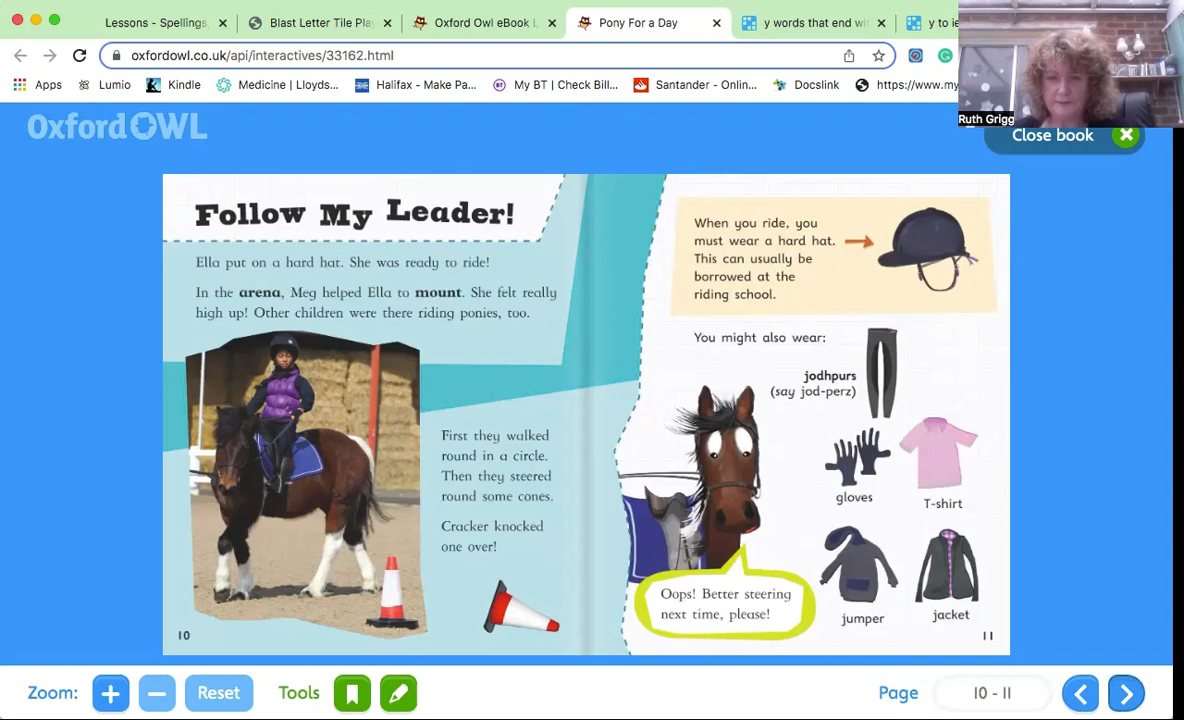 Lessons - Spellings,
Blast Letter Tile Pla
Oxford Owl eBook L
Pony For a Day
y words that end wi
y to ie
oxfordowl.co.uk/api/interactives/33162.html
Apps
Lumio
Kindle
Medicine | Lloyds...
Halifax - Make Pa...
My BT | Check Bill...
Santander - Onlin...
Docslink
https://www.my
Ruth Grigg
Oxford OWL
Close book
Follow My Leader!
Ella put on a hard hat. She was ready to ride!
In the arena, Meg helped Ella to mount. She felt really
high up! Other children were there riding ponies, too.
First they walked
round in a circle.
Then they steered
round some cones.
Cracker knocked
one over!
10
When you ride, you
must wear a hard hat.
This can usually be
borrowed at the
riding school.
You might also wear:
jodhpurs
(say jod-perz)
gloves
T-shirt
Oops! Better steering
next time, please!
jumper
jacket
11
Zoom:
Reset
Tools
Page
10 - 11